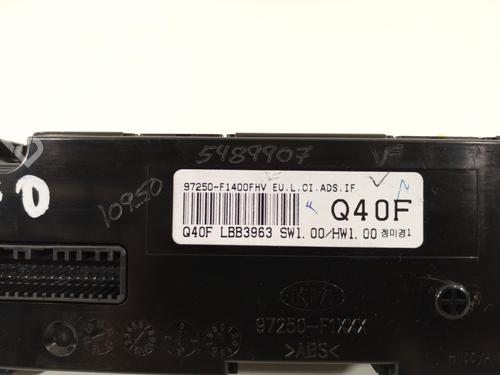 5489907
VF
10950
97250-F1400FHV EU.L.CI.ADS.IF
Q40F
Q40F LBB3963 SW1.00/HW1.00 청미경1
KIA
97250-F1XXX
>ABS<